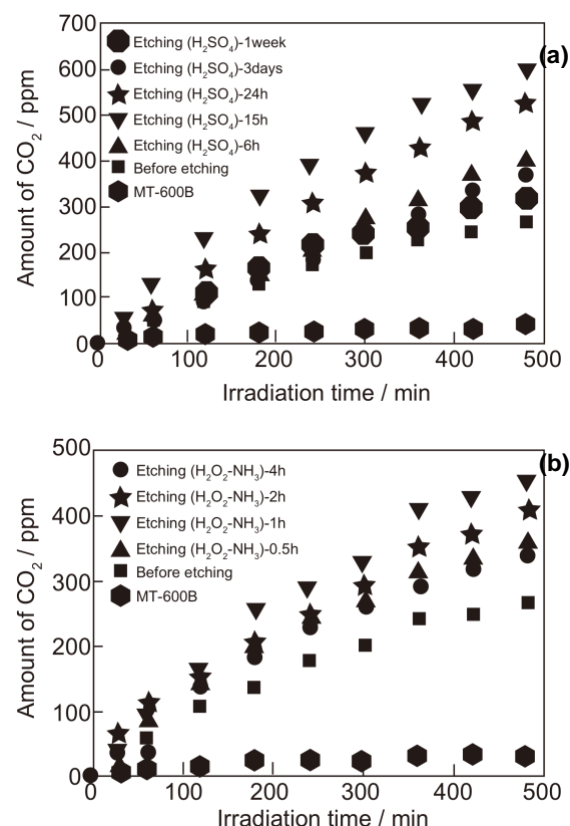 700
600
500
400
300
200
100
0
(a)
Etching (H₂SO₄)-1week
Etching (H₂SO₄)-3days
Etching (H₂SO₄)-24h
Etching (H₂SO₄)-15h
Etching (H₂SO₄)-6h
Before etching
MT-600B
Amount of CO₂ / ppm
0 100 200 300 400 500
Irradiation time / min
500
400
300
200
100
0
(b)
Etching (H₂O₂-NH₃)-4h
Etching (H₂O₂-NH₃)-2h
Etching (H₂O₂-NH₃)-1h
Etching (H₂O₂-NH₃)-0.5h
Before etching
MT-600B
Amount of CO₂ / ppm
0 100 200 300 400 500
Irradiation time / min